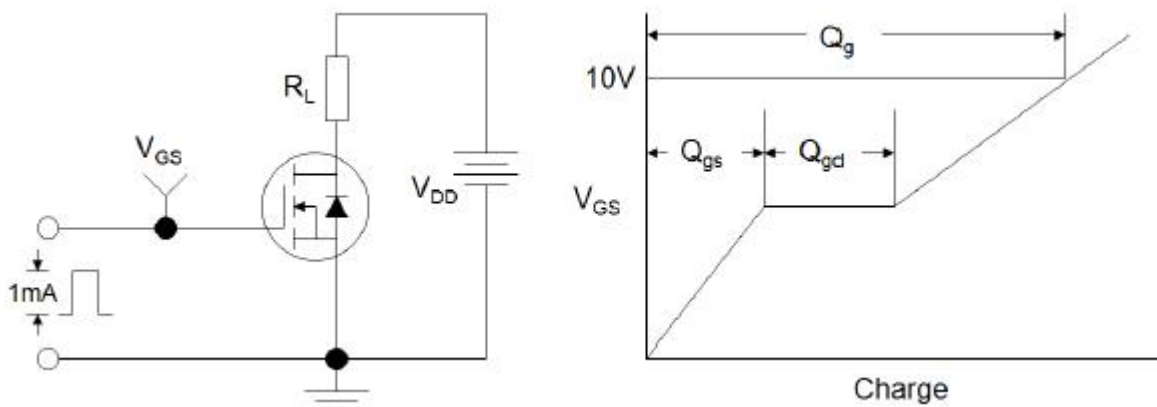 R_L
V_GS
V_DD
1mA
Q_g
10V
Q_gs
Q_gd
V_GS
Charge